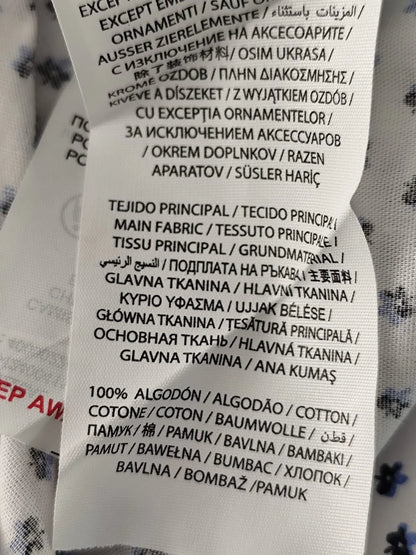 EXCEPT EM
ORNAMENTI / SAUF O
AUSSER ZIERELEMENTE / المزينات باستثناء /
С ИЗКЛЮЧЕНИЕ НА АКСЕСОАРИТЕ /
除了装饰材料 / OSIM UKRASA /
KROMĚ OZDOB / ΠΛΗΝ ΔΙΑΚΟΣΜΗΣΗΣ /
KIVÉVE A DÍSZEKET / Z WYJĄTKIEM OZDÓB /
CU EXCEPȚIA ORNAMENTELOR /
ЗА ИСКЛЮЧЕНИЕМ АКСЕССУАРОВ
/ OKREM DOPLNKOV / RAZEN
APARATOV / SÜSLER HARİÇ
TEJIDO PRINCIPAL / TECIDO PRINCIPAL /
MAIN FABRIC / TESSUTO PRINCIPALE /
TISSU PRINCIPAL / GRUNDMATERIAL /
النسيج الرئيسي / ПОДПЛАТА НА РЪКАВА / 主要面料 /
GLAVNA TKANINA / HLAVNÍ TKANINA /
ΚΥΡΙΟ ΥΦΑΣΜΑ / UJJAK BÉLÉSE /
GŁÓWNA TKANINA / ȚESĂTURĂ PRINCIPALĂ /
ОСНОВНАЯ ТКАНЬ / HLAVNÁ TKANINA /
GLAVNA TKANINA / ANA KUMAŞ
100% ALGODÓN / ALGODÃO / COTTON /
COTONE / COTON / BAUMWOLLE / قطن /
ПАМУК / 棉 / PAMUK / BAVLNA / ΒΑΜΒΑΚΙ /
PAMUT / BAWEŁNA / BUMBAC / ХЛОПОК /
BAVLNA / BOMBAŽ /PAMUK